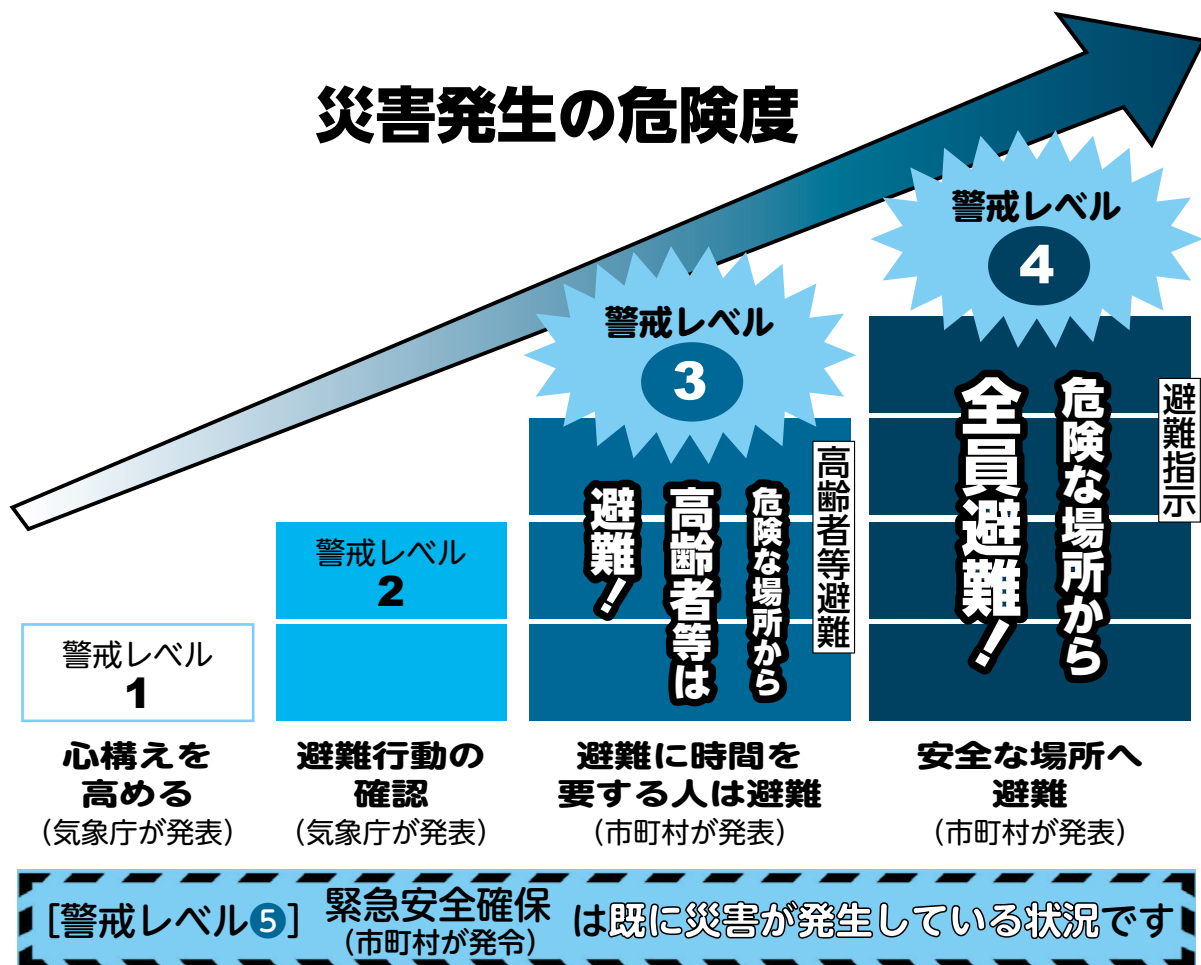 災害発生の危険度
警戒レベル
1
心構えを
高める
（気象庁が発表）
警戒レベル
2
避難行動の
確認
（気象庁が発表）
警戒レベル
3
高齢者等避難
危険な場所から
高齢者等は
避難！
避難に時間を
要する人は避難
（市町村が発表）
警戒レベル
4
避難指示
危険な場所から
全員避難！
安全な場所へ
避難
（市町村が発表）
［警戒レベル❺］ 緊急安全確保 は既に災害が発生している状況です
（市町村が発令）